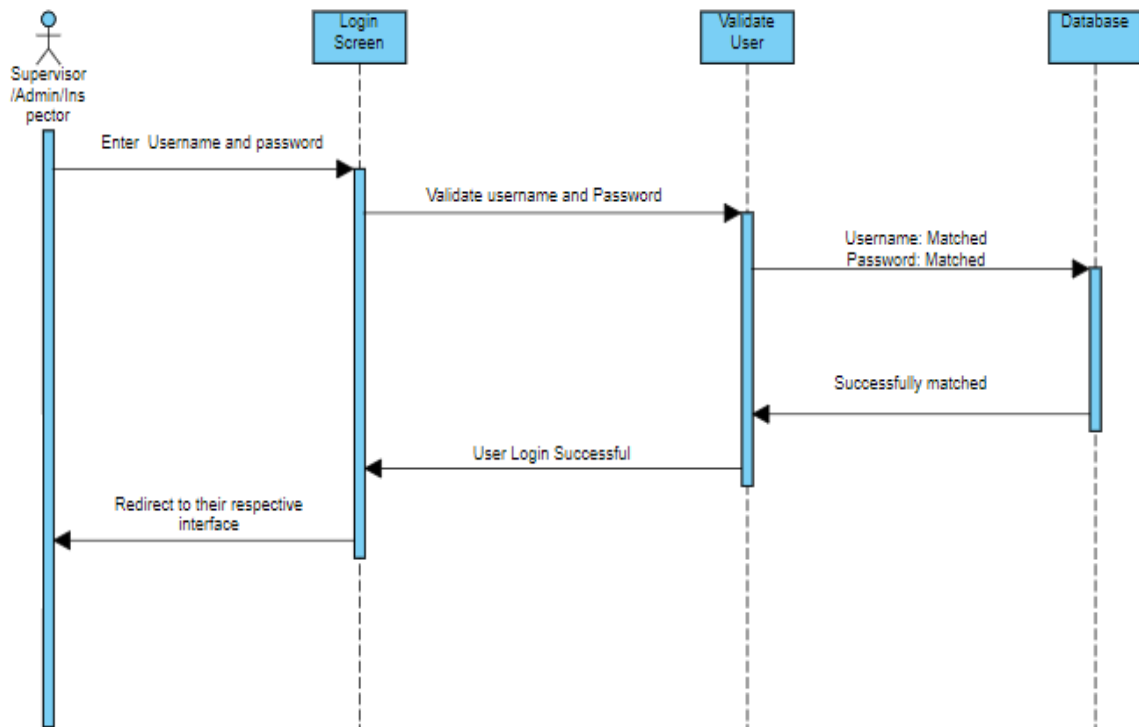 Login
Screen
Validate
User
Database
Supervisor
/Admin/Ins
pector
Enter Username and password
Validate username and Password
Username: Matched
Password: Matched
Successfully matched
User Login Successful
Redirect to their respective
interface